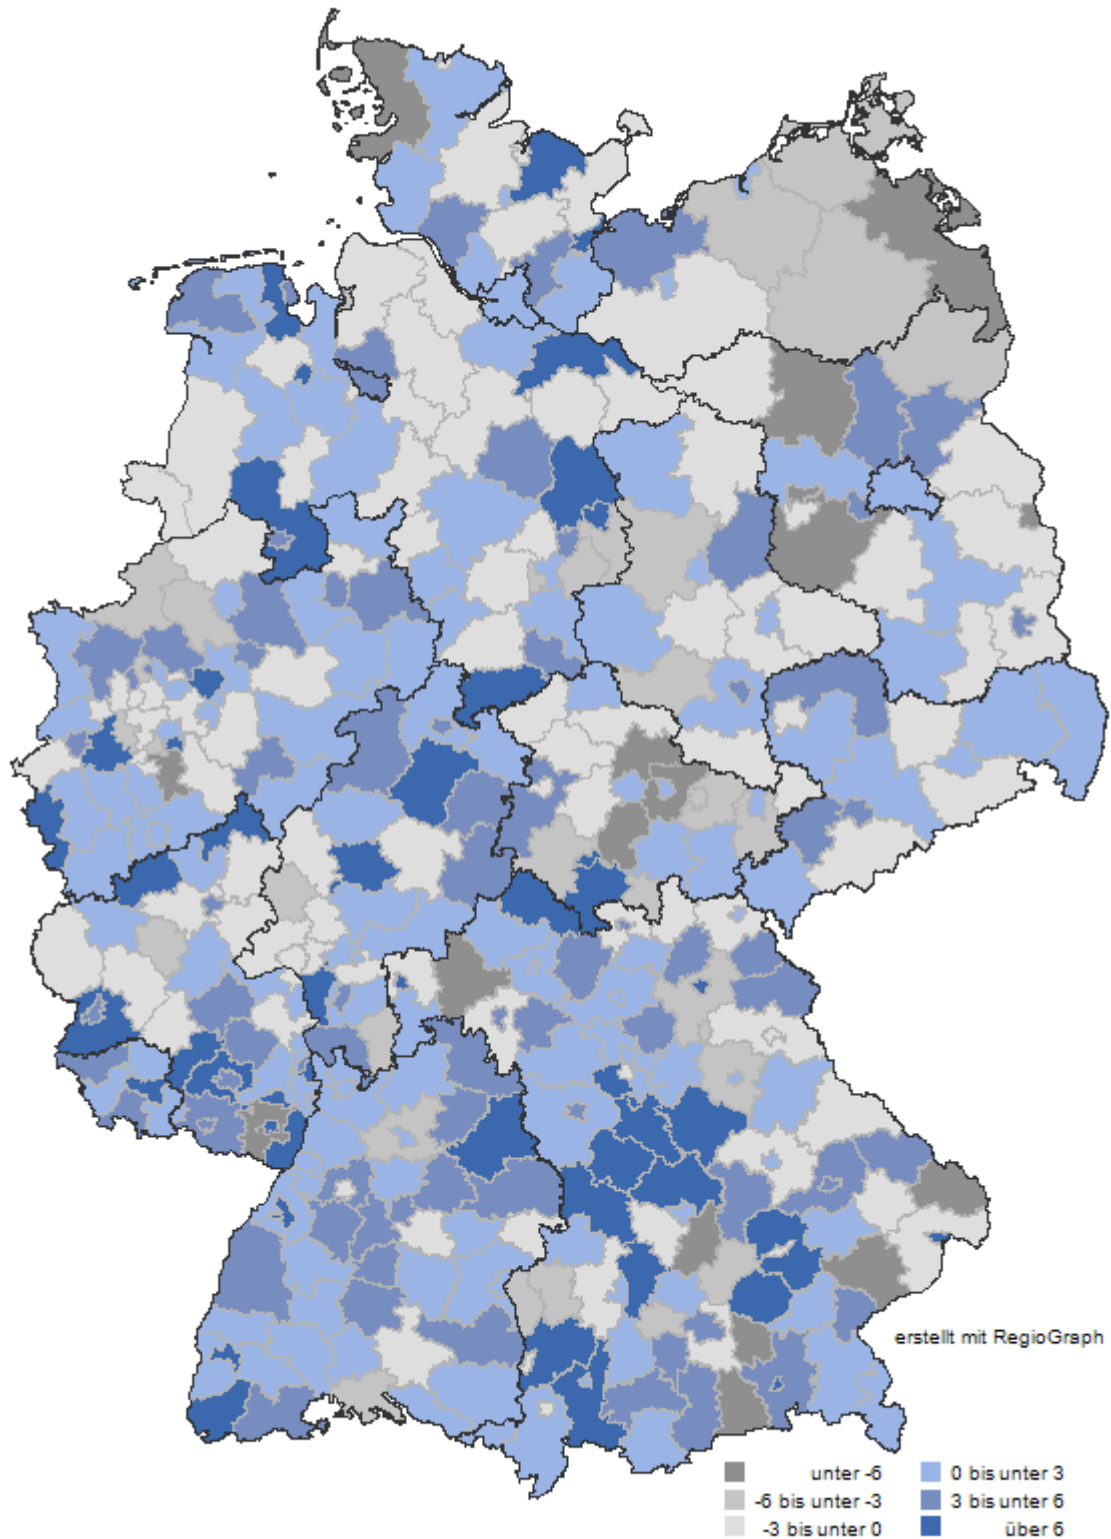 erstellt mit RegioGraph
unter -6
0 bis unter 3
-6 bis unter -3
3 bis unter 6
-3 bis unter 0
über 6